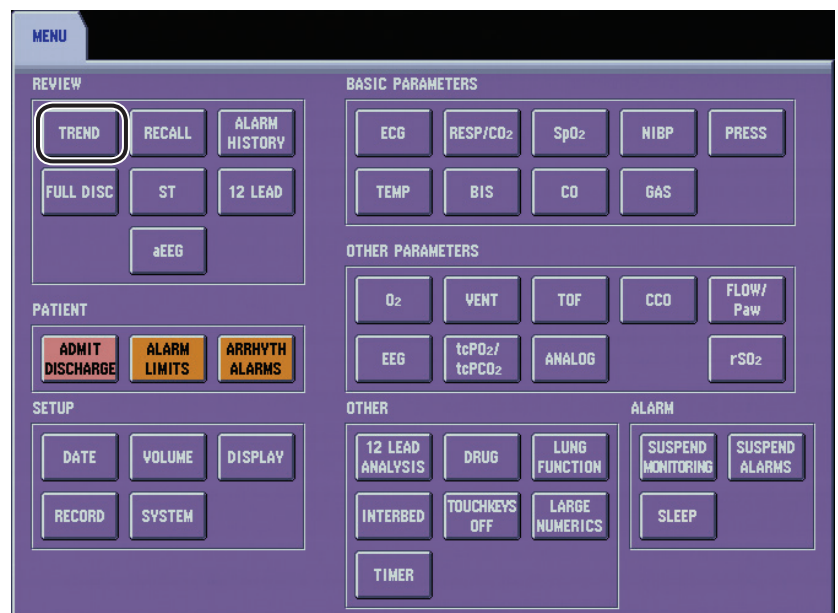 MENU
REVIEW
TREND
RECALL
ALARM
HISTORY
FULL DISC
ST
12 LEAD
aEEG
PATIENT
ADMIT
DISCHARGE
ALARM
LIMITS
ARRHYTH
ALARMS
SETUP
DATE
VOLUME
DISPLAY
RECORD
SYSTEM
BASIC PARAMETERS
ECG
RESP/CO2
SpO2
NIBP
PRESS
TEMP
BIS
CO
GAS
OTHER PARAMETERS
O2
VENT
TOF
CCO
FLOW/
Paw
EEG
tcPO2/
tcPCO2
ANALOG
rSO2
OTHER
12 LEAD
ANALYSIS
DRUG
LUNG
FUNCTION
INTERBED
TOUCHKEYS
OFF
LARGE
NUMERICS
TIMER
ALARM
SUSPEND
MONITORING
SUSPEND
ALARMS
SLEEP